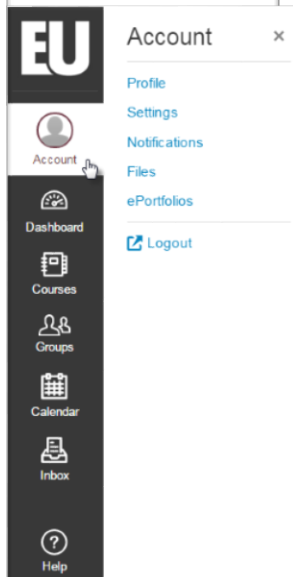 EU
Account
Dashboard
Courses
Groups
Calendar
Inbox
Help
Account ×
Profile
Settings
Notifications
Files
ePortfolios
Logout